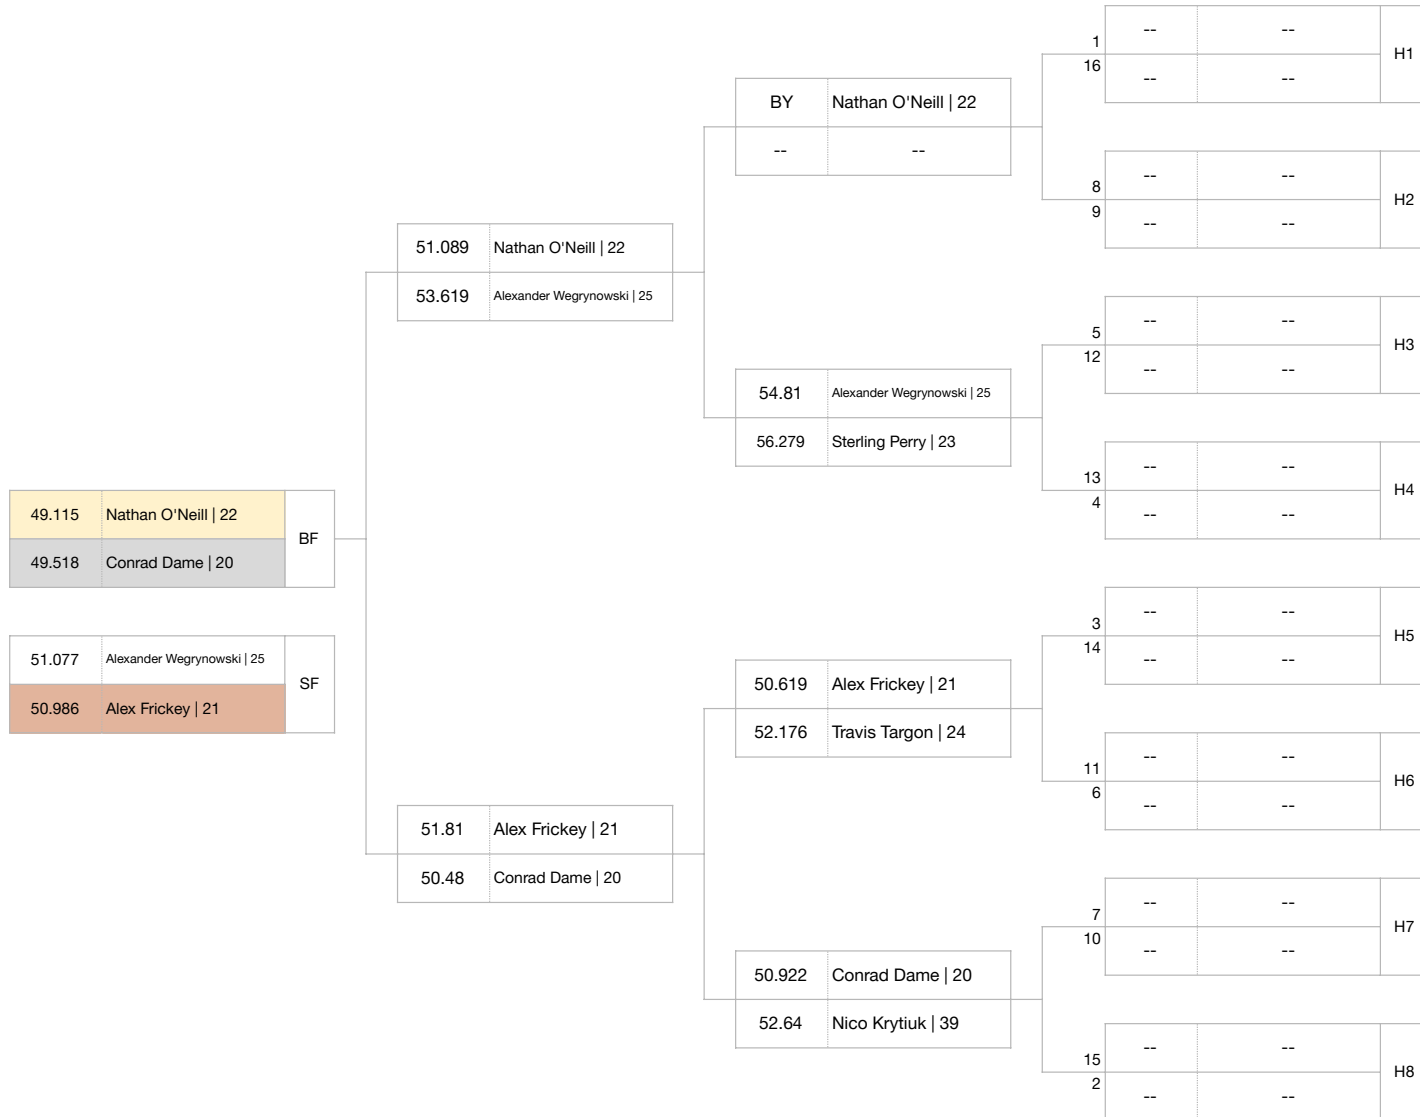 49.115 Nathan O'Neill | 22
49.518 Conrad Dame | 20
BF
51.077 Alexander Wegrynowski | 25
50.986 Alex Frickey | 21
SF
51.089 Nathan O'Neill | 22
53.619 Alexander Wegrynowski | 25
51.81 Alex Frickey | 21
50.48 Conrad Dame | 20
BY Nathan O'Neill | 22
-- --
54.81 Alexander Wegrynowski | 25
56.279 Sterling Perry | 23
50.619 Alex Frickey | 21
52.176 Travis Targon | 24
50.922 Conrad Dame | 20
52.64 Nico Krytiuk | 39
1 -- --
16 -- --
H1
8 -- --
9 -- --
H2
5 -- --
12 -- --
H3
13 -- --
4 -- --
H4
3 -- --
14 -- --
H5
11 -- --
6 -- --
H6
7 -- --
10 -- --
H7
15 -- --
2 -- --
H8